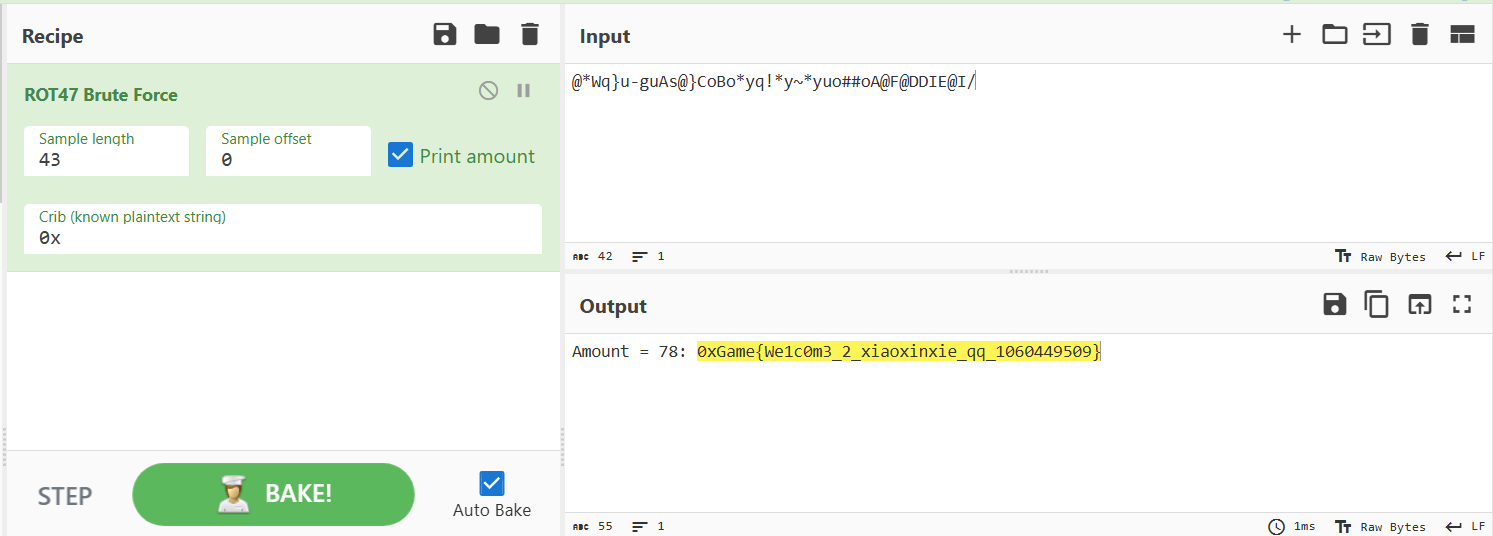 Recipe
ROT47 Brute Force
Sample length
43
Sample offset
0
Print amount
Crib (known plaintext string)
0x
STEP
BAKE!
Auto Bake
Input
@*Wq}u-guAs@}CoBo*yq!*y~*yuo##oA@F@DDIE@I/
ABC 42 1
Raw Bytes LF
Output
Amount = 78: 0xGame{We1c0m3_2_xiaoxinxie_qq_1060449509}
ABC 55 1
1ms Raw Bytes LF